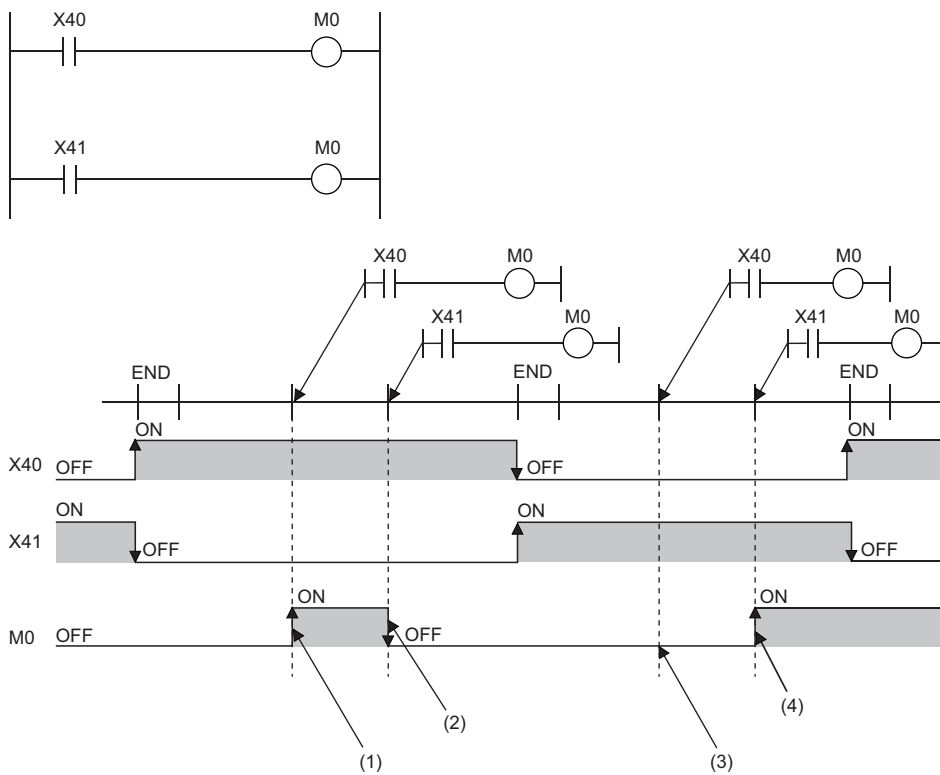 X40 M0
X41 M0
X40 M0 X40 M0
X41 M0 X41 M0
END END END
ON ON
X40 OFF OFF
ON ON
X41 OFF OFF
ON ON
M0 OFF OFF
(2) (4)
(1) (3)